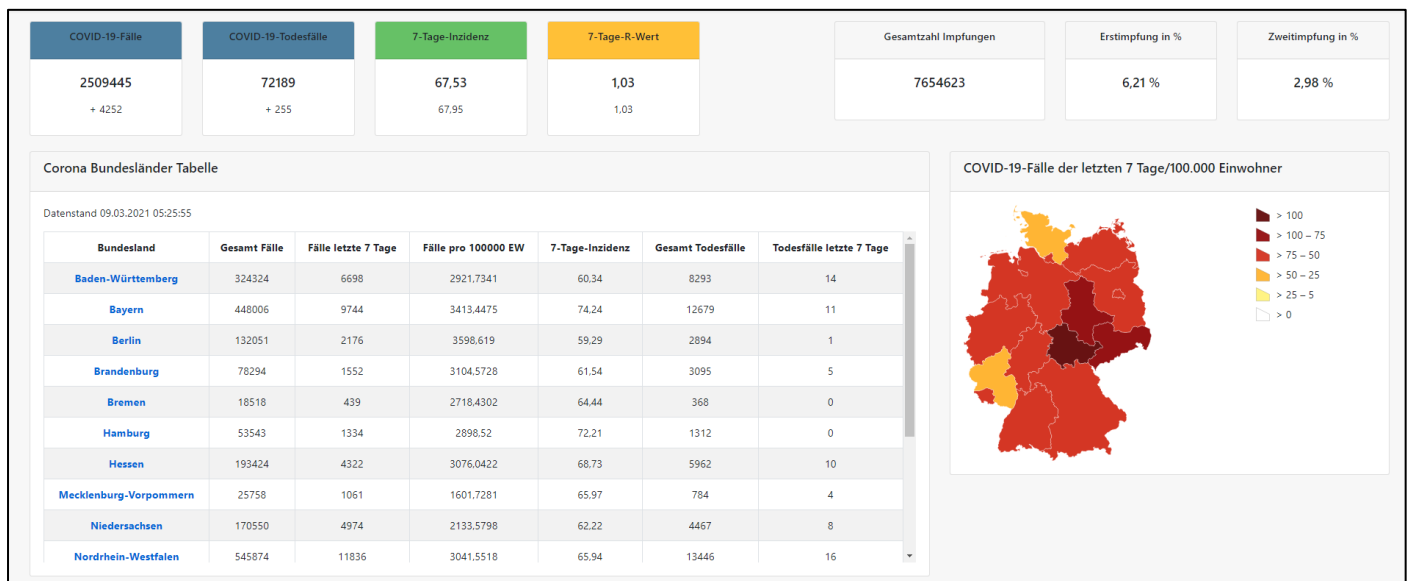 COVID-19-Fälle COVID-19-Todesfälle 7-Tage-Inzidenz 7-Tage-R-Wert Gesamtzahl Impfungen Erstimpfung in % Zweitimpfung in %
2509445 72189 67,53 1,03 7654623 6,21 % 2,98 %
+ 4252 + 255 67,95 1,03
Corona Bundesländer Tabelle
Datenstand 09.03.2021 05:25:55
Bundesland Gesamt Fälle Fälle letzte 7 Tage Fälle pro 100000 EW 7-Tage-Inzidenz Gesamt Todesfälle Todesfälle letzte 7 Tage
Baden-Württemberg 324324 6698 2921,7341 60,34 8293 14
Bayern 448006 9744 3413,4475 74,24 12679 11
Berlin 132051 2176 3598,619 59,29 2894 1
Brandenburg 78294 1552 3104,5728 61,54 3095 5
Bremen 18518 439 2718,4302 64,44 368 0
Hamburg 53543 1334 2898,52 72,21 1312 0
Hessen 193424 4322 3076,0422 68,73 5962 10
Mecklenburg-Vorpommern 25758 1061 1601,7281 65,97 784 4
Niedersachsen 170550 4974 2133,5798 62,22 4467 8
Nordrhein-Westfalen 545874 11836 3041,5518 65,94 13446 16
COVID-19-Fälle der letzten 7 Tage/100.000 Einwohner
> 100
> 100 – 75
> 75 – 50
> 50 – 25
> 25 – 5
> 0